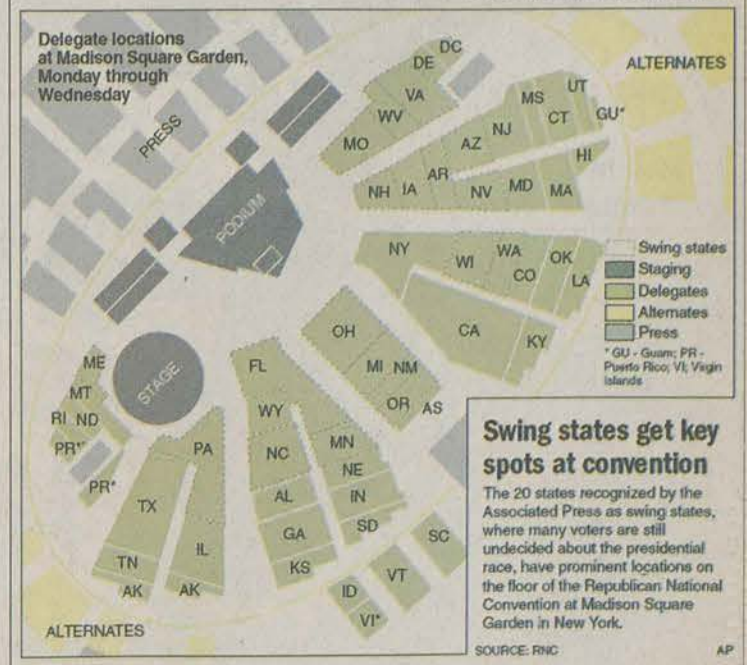 Delegate locations
at Madison Square Garden,
Monday through
Wednesday
ALTERNATES
PRESS
PODIUM
STAGE
DC
DE
VA
WV
MO
UT
MS
CT
GU*
NJ
AZ
HI
AR
NH
IA
NV
MD
MA
NY
WI
WA
CO
OK
LA
CA
KY
OH
MI
NM
OR
AS
FL
WY
NC
MN
NE
AL
IN
GA
SD
KS
ME
MT
RI
ND
PR*
PR*
PA
TX
IL
TN
AK
AK
SC
VT
ID
VI*
ALTERNATES
Swing states
Staging
Delegates
Alternates
Press
* GU - Guam; PR -
Puerto Rico; VI; Virgin
Islands
Swing states get key
spots at convention
The 20 states recognized by the
Associated Press as swing states,
where many voters are still
undecided about the presidential
race, have prominent locations on
the floor of the Republican National
Convention at Madison Square
Garden in New York.
SOURCE: RNC
AP